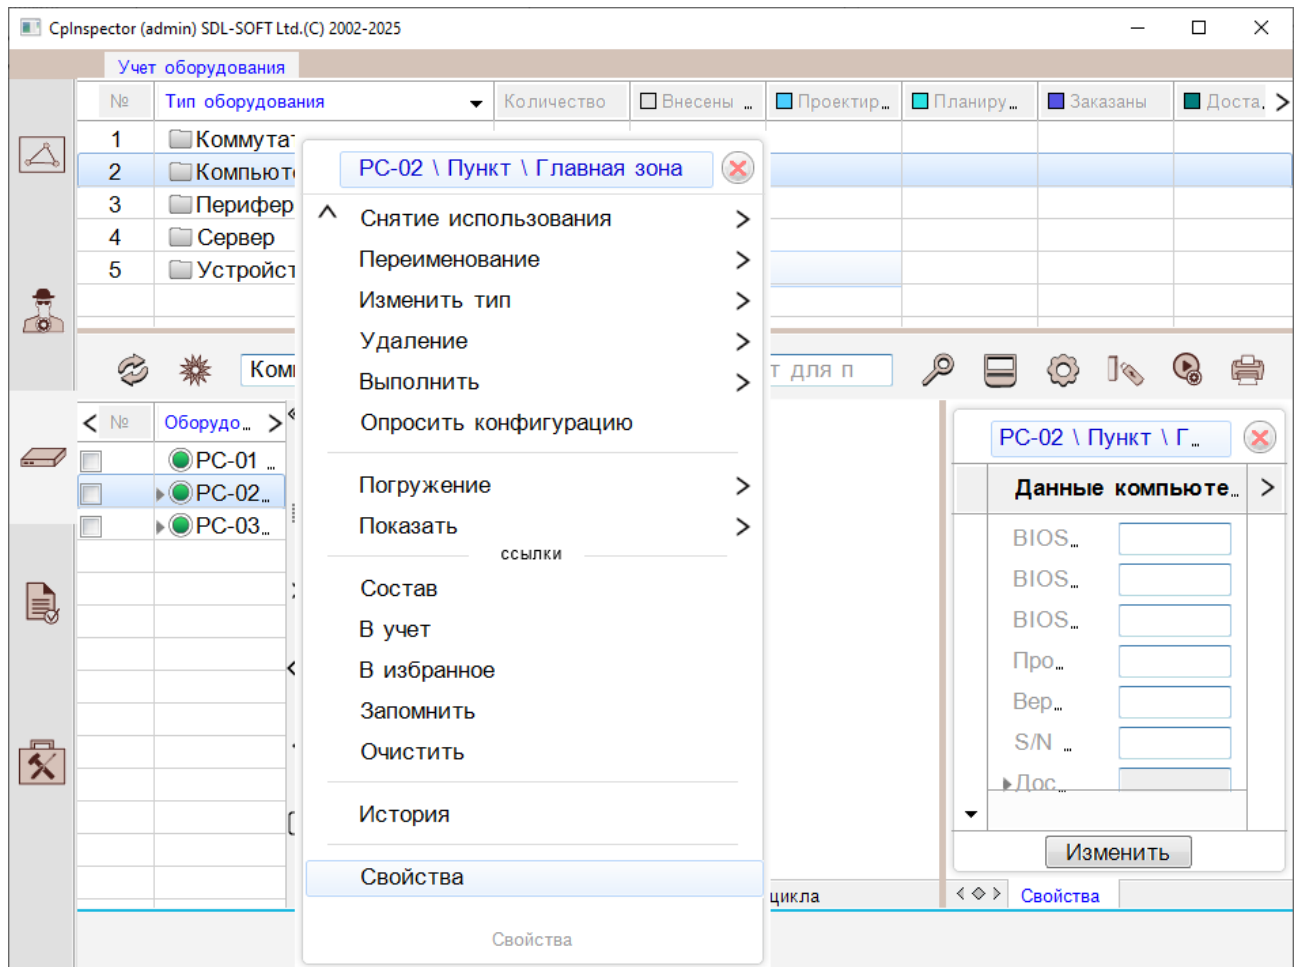 CpInspector (admin) SDL-SOFT Ltd.(C) 2002-2025
Учет оборудования
№ Тип оборудования Количество Внесены ... Проектир... Планиру... Заказаны Доста.
1 Коммутат
2 Компьют
3 Перифер
4 Сервер
5 Устройст
PC-02 \ Пункт \ Главная зона
Снятие использования
Переименование
Изменить тип
Удаление
Выполнить
Опросить конфигурацию
Погружение
Показать
ссылки
Состав
В учет
В избранное
Запомнить
Очистить
История
Свойства
Свойства
Ком
т для п
№ Оборудо...
PC-01 ...
PC-02...
PC-03...
PC-02 \ Пункт \ Г...
Данные компьюте...
BIOS...
BIOS...
BIOS...
Про...
Вер...
S/N ...
Дос...
Изменить
цикла
Свойства